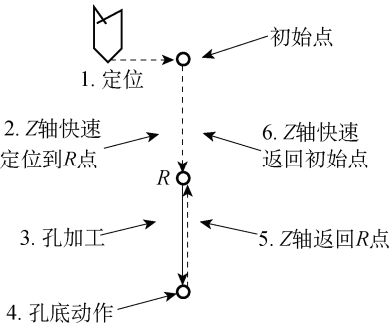 初始点
1. 定位
2. Z轴快速
定位到R点
6. Z轴快速
返回初始点
R
3. 孔加工
5. Z轴返回R点
4. 孔底动作